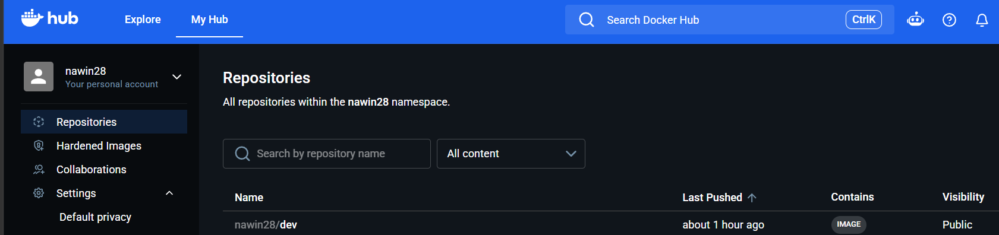 hub Explore My Hub Search Docker Hub CtrlK
nawin28
Your personal account
Repositories
Hardened Images
Collaborations
Settings
Default privacy
Repositories
All repositories within the nawin28 namespace.
Search by repository name All content
Name Last Pushed Contains Visibility
nawin28/dev about 1 hour ago IMAGE Public